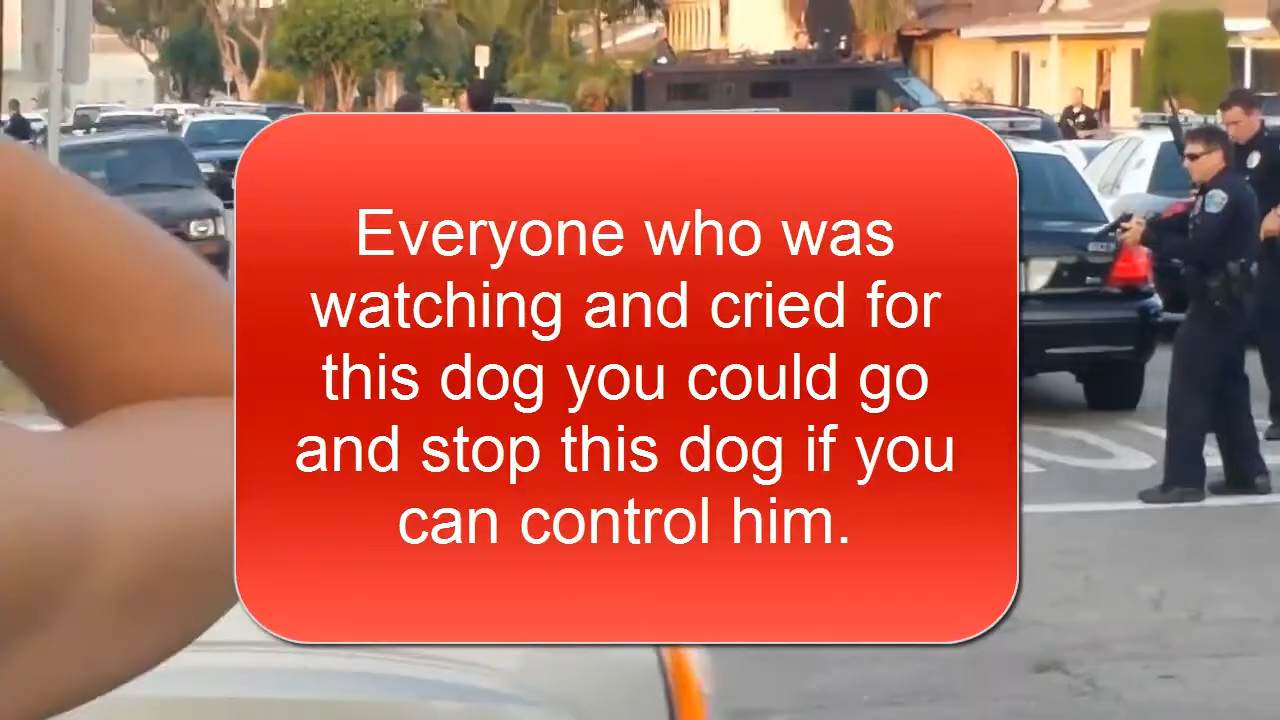 Everyone who was
watching and cried for
this dog you could go
and stop this dog if you
can control him.